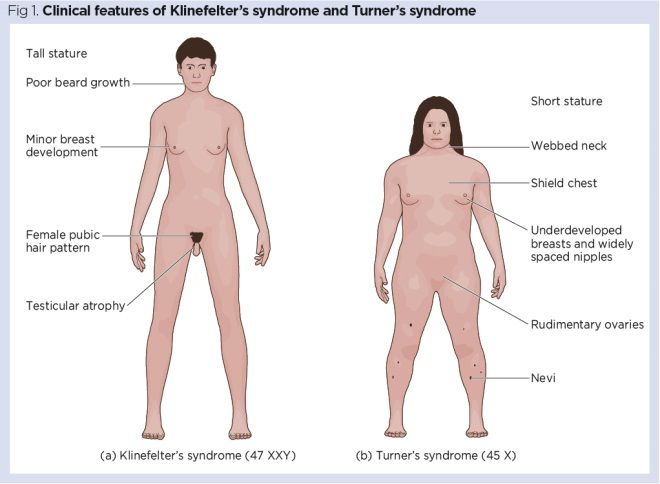 Fig 1. Clinical features of Klinefelter's syndrome and Turner's syndrome
Tall stature
Poor beard growth
Minor breast
development
Female pubic
hair pattern
Testicular atrophy
(a) Klinefelter's syndrome (47 XXY)
Short stature
Webbed neck
Shield chest
Underdeveloped
breasts and widely
spaced nipples
Rudimentary ovaries
Nevi
(b) Turner's syndrome (45 X)